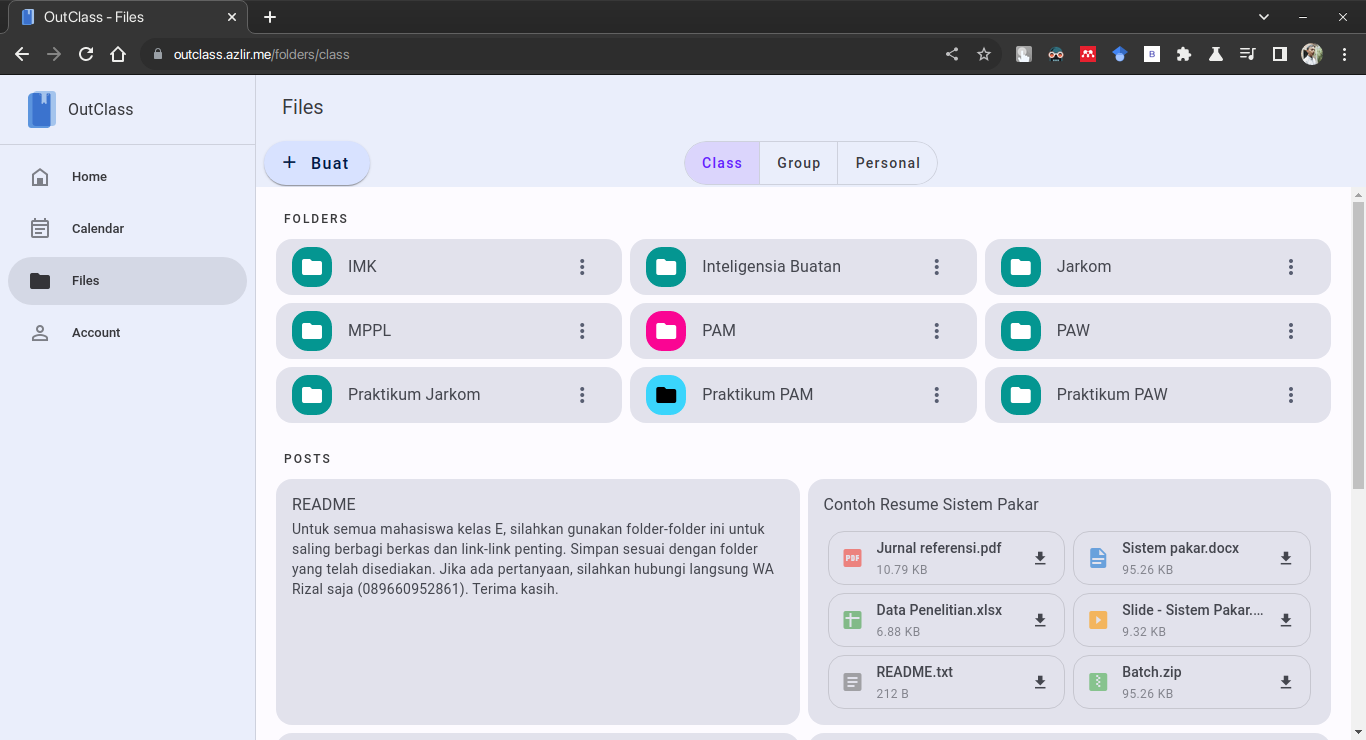 OutClass - Files
outclass.azlir.me/folders/class
OutClass
Files
Buat
Class
Group
Personal
Home
Calendar
Files
Account
FOLDERS
IMK
Inteligensia Buatan
Jarkom
MPPL
PAM
PAW
Praktikum Jarkom
Praktikum PAM
Praktikum PAW
POSTS
README
Untuk semua mahasiswa kelas E, silahkan gunakan folder-folder ini untuk
saling berbagi berkas dan link-link penting. Simpan sesuai dengan folder
yang telah disediakan. Jika ada pertanyaan, silahkan hubungi langsung WA
Rizal saja (089660952861). Terima kasih.
Contoh Resume Sistem Pakar
PDF
Jurnal referensi.pdf
10.79 KB
Sistem pakar.docx
95.26 KB
Data Penelitian.xlsx
6.88 KB
Slide - Sistem Pakar....
9.32 KB
README.txt
212 B
Batch.zip
95.26 KB